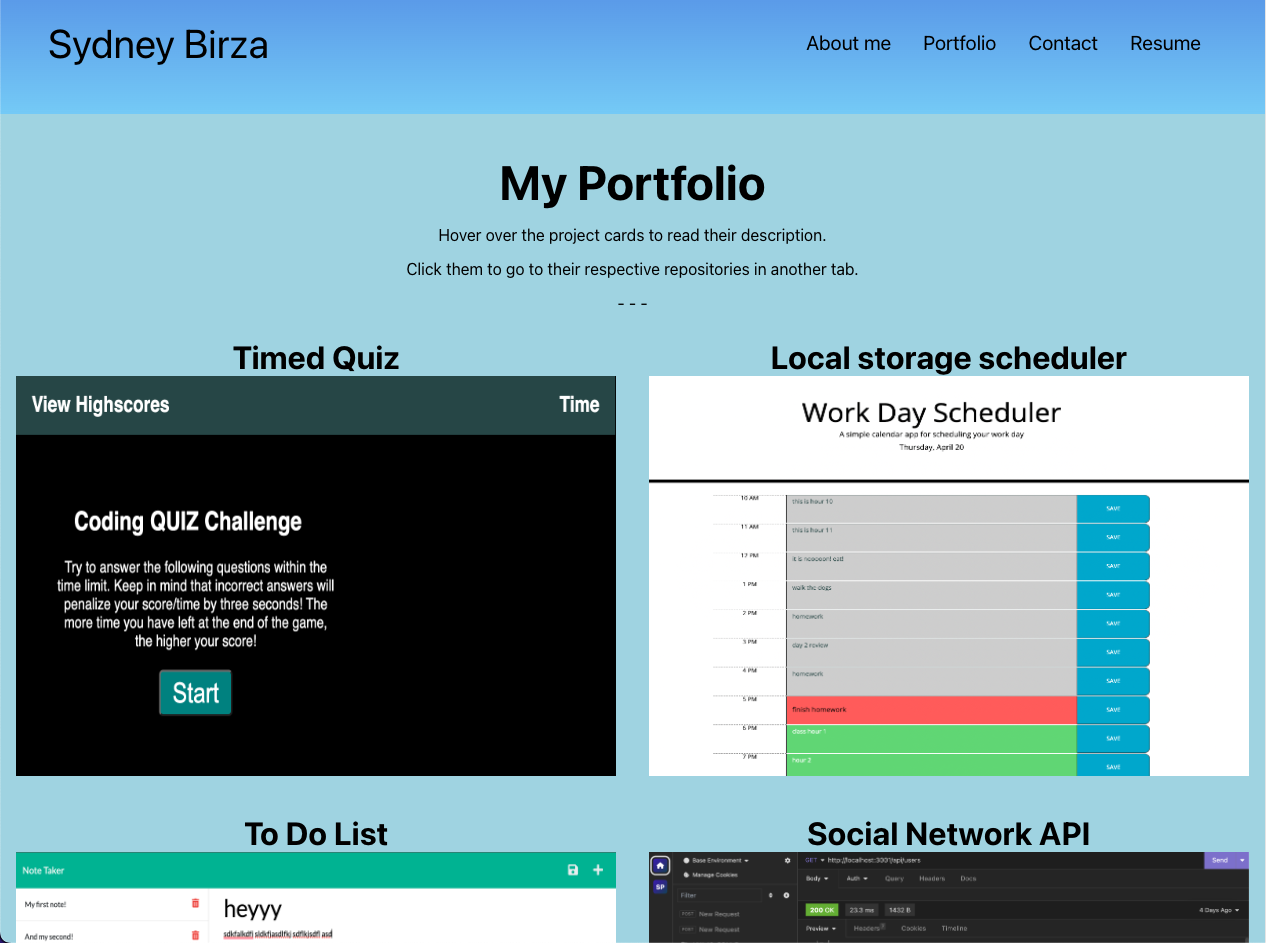 Sydney Birza
About me Portfolio Contact Resume
My Portfolio
Hover over the project cards to read their description.
Click them to go to their respective repositories in another tab.
- - -
Timed Quiz
View Highscores Time
Coding QUIZ Challenge
Try to answer the following questions within the
time limit. Keep in mind that incorrect answers will
penalize your score/time by three seconds! The
more time you have left at the end of the game,
the higher your score!
Start
Local storage scheduler
Work Day Scheduler
A simple calendar app for scheduling your work day
Thursday, April 20
10 AM this is hour 10 SAVE
11 AM this is hour 11 SAVE
12 PM it is nooooon! eat! SAVE
1 PM walk the dogs SAVE
2 PM homework SAVE
3 PM day 2 review SAVE
4 PM homework SAVE
5 PM finish homework SAVE
6 PM class hour 1 SAVE
7 PM hour 2 SAVE
To Do List
Note Taker
My first note!
And my second!
heyyy
Social Network API
SP
Base Environment
Manage Cookies
Filter
POST New Request
POST New Request
GET http://localhost:3001/api/users Send
Body Auth Query Headers Docs
200 OK 23.3 ms 1432 B 4 Days Ago
Preview Headers Cookies Timeline